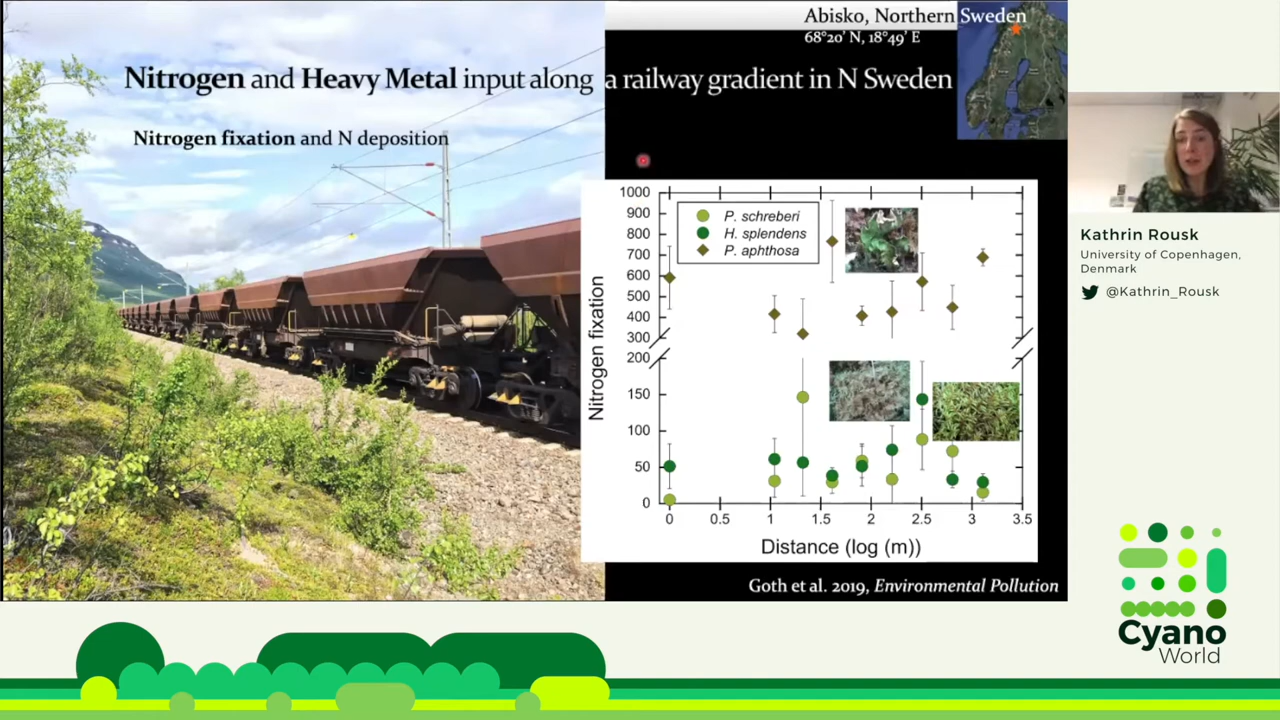 Abisko, Northern Sweden
68°20' N, 18°49' E
Nitrogen and Heavy Metal input along a railway gradient in N Sweden
Nitrogen fixation and N deposition
Nitrogen fixation
1000
900
800
700
600
500
400
300
200
150
100
50
0
P. schreberi
H. splendens
P. aphthosa
0 0.5 1 1.5 2 2.5 3 3.5
Distance (log (m))
Goth et al. 2019, Environmental Pollution
Kathrin Rousk
University of Copenhagen,
Denmark
@Kathrin_Rousk
Cyano
World